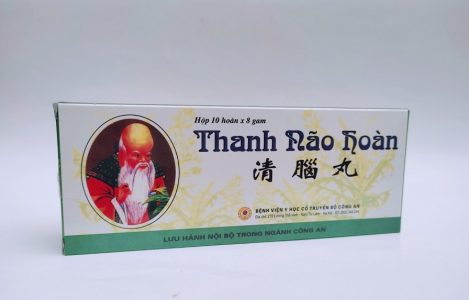 Hộp 10 hoàn x 8 gam
Thanh Não Hoàn
清腦丸
BỆNH VIỆN Y HỌC CỔ TRUYỀN BỘ CÔNG AN
LƯU HÀNH NỘI BỘ TRONG NGÀNH CÔNG AN